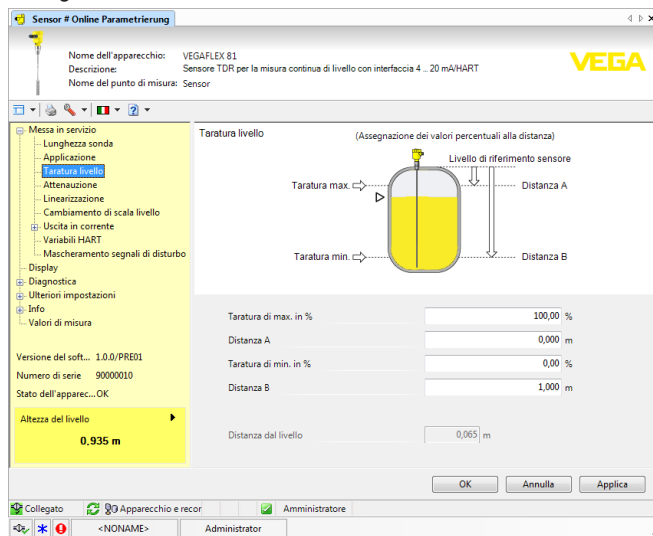 Sensor # Online Parametrierung
Nome dell'apparecchio: VEGAFLEX 81
Descrizione: Sensore TDR per la misura continua di livello con interfaccia 4 ... 20 mA/HART
Nome del punto di misura: Sensor
VEGA
Messa in servizio
Lunghezza sonda
Applicazione
Taratura livello
Attenuazione
Linearizzazione
Cambiamento di scala livello
Uscita in corrente
Variabili HART
Mascheramento segnali di disturbo
Display
Diagnostica
Ulteriori impostazioni
Info
Valori di misura
Versione del soft... 1.0.0/PRE01
Numero di serie 90000010
Stato dell'apparec... OK
Altezza del livello
0,935 m
Taratura livello
(Assegnazione dei valori percentuali alla distanza)
Livello di riferimento sensore
Taratura max.
Distanza A
Taratura min.
Distanza B
Taratura di max. in % 100,00 %
Distanza A 0,000 m
Taratura di min. in % 0,00 %
Distanza B 1,000 m
Distanza dal livello 0,065 m
OK Annulla Applica
Collegato Apparecchio e recor Amministratore
<NONAME> Administrator